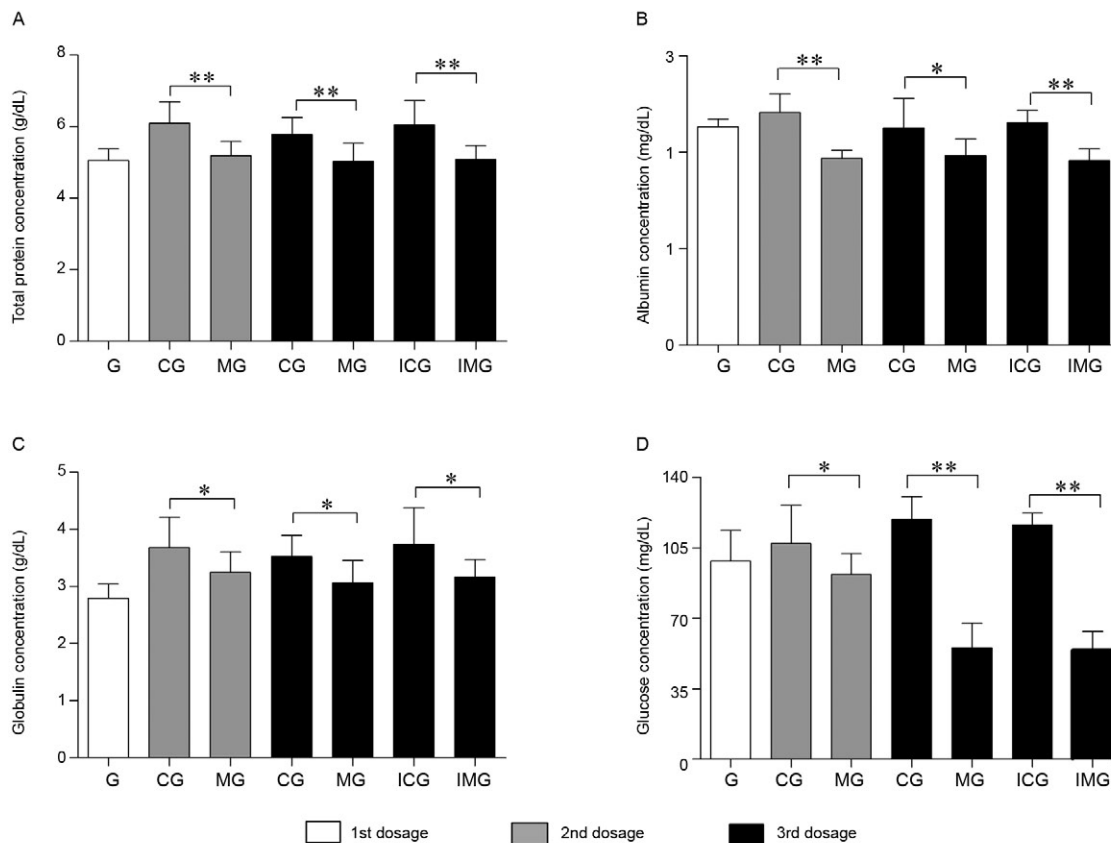 A
Total protein concentration (g/dL)
8
6
4
2
0
**
**
**
G CG MG CG MG ICG IMG
B
Albumin concentration (mg/dL)
3
1
1
0
**
*
**
G CG MG CG MG ICG IMG
C
Globulin concentration (g/dL)
5
4
3
2
1
0
*
*
*
G CG MG CG MG ICG IMG
D
Glucose concentration (mg/dL)
140
105
70
35
0
*
**
**
G CG MG CG MG ICG IMG
1st dosage 2nd dosage 3rd dosage